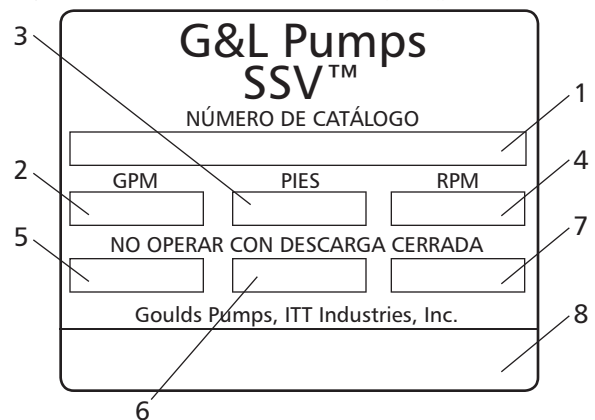 G&L Pumps
SSV™
NÚMERO DE CATÁLOGO
GPM PIES RPM
NO OPERAR CON DESCARGA CERRADA
Goulds Pumps, ITT Industries, Inc.
1
2
3
4
5
6
7
8